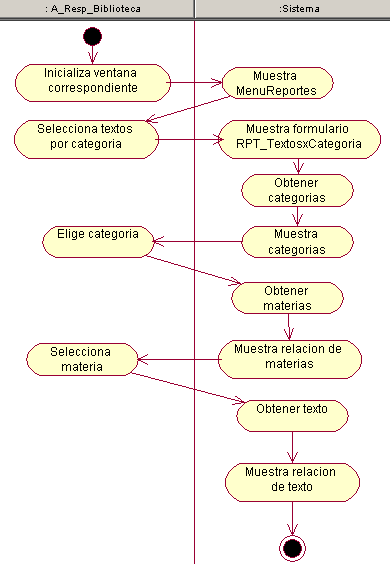 : A_Resp_Biblioteca
:Sistema
Inicializa ventana
correspondiente
Muestra
MenuReportes
Selecciona textos
por categoria
Muestra formulario
RPT_TextosxCategoria
Obtener
categorias
Elige categoria
Muestra
categorias
Obtener
materias
Selecciona
materia
Muestra relacion de
materias
Obtener texto
Muestra relacion
de texto